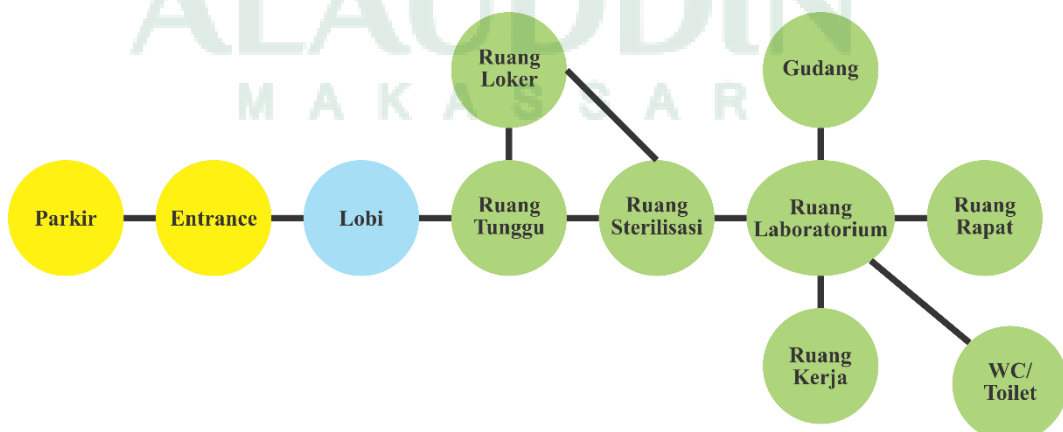 ALAUDDIN
MAKASSAR
Ruang
Loker
Gudang
Parkir
Entrance
Lobi
Ruang
Tunggu
Ruang
Sterilisasi
Ruang
Laboratorium
Ruang
Rapat
Ruang
Kerja
WC/
Toilet